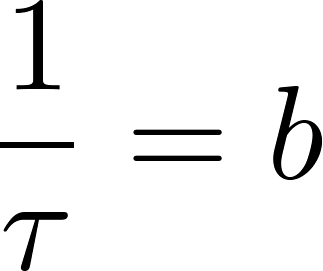 1/τ = b